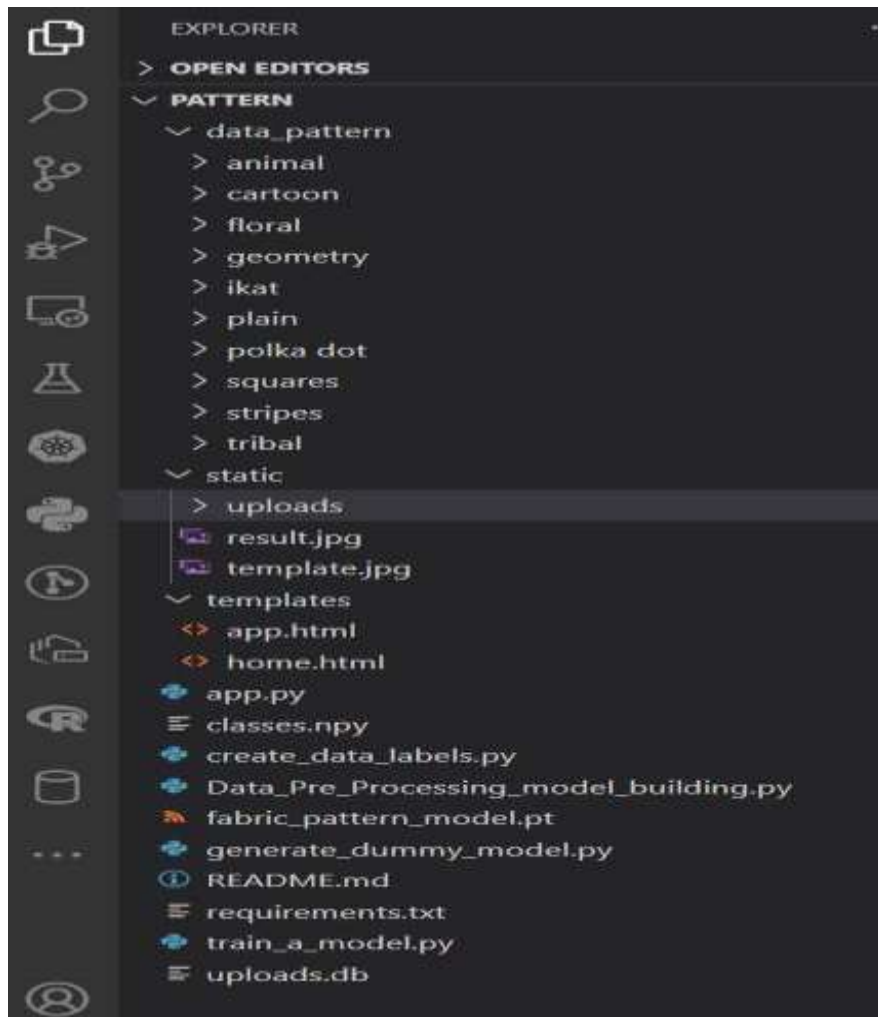 EXPLORER
> OPEN EDITORS
PATTERN
data_pattern
> animal
> cartoon
> floral
> geometry
> ikat
> plain
> polka dot
> squares
> stripes
> tribal
static
> uploads
result.jpg
template.jpg
templates
<> app.html
<> home.html
app.py
classes.npy
create_data_labels.py
Data_Pre_Processing_model_building.py
fabric_pattern_model.pt
generate_dummy_model.py
README.md
requirements.txt
train_a_model.py
uploads.db